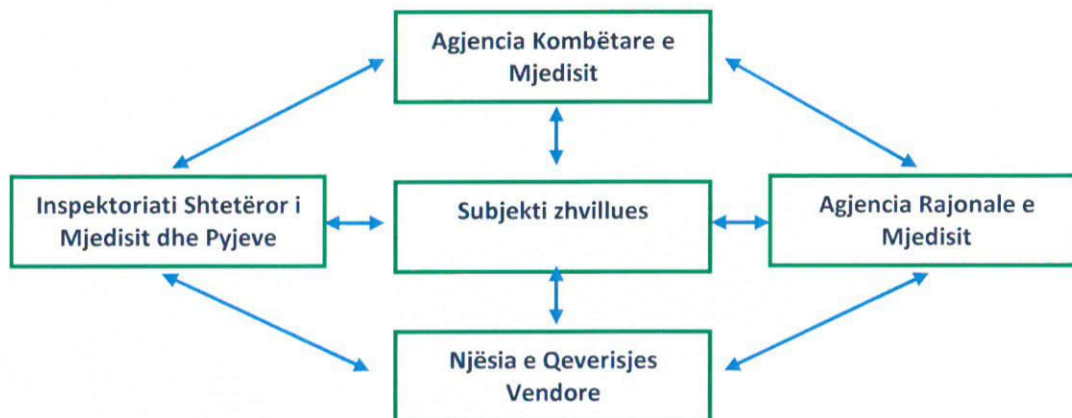 Agjencia Kombëtare e
Mjedisit
Inspektoriati Shtetëror i
Mjedisit dhe Pyjeve
Subjekti zhvillues
Agjencia Rajonale e
Mjedisit
Njësia e Qeverisjes
Vendore